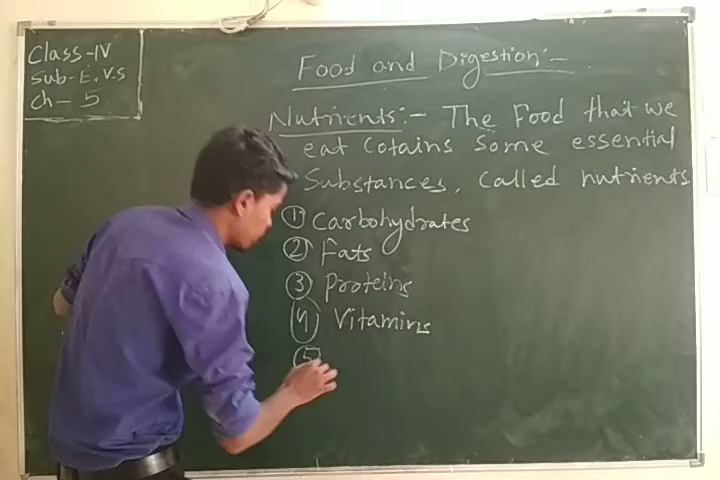 Class-IV
Sub-E.V.S
Ch-5
Food and Digestion:-
Nutrients:- The Food that we
eat Cotains Some essential
Substances, Called nutrients
① Carbohydrates
② Fats
③ Proteins
④ Vitamins
⑤